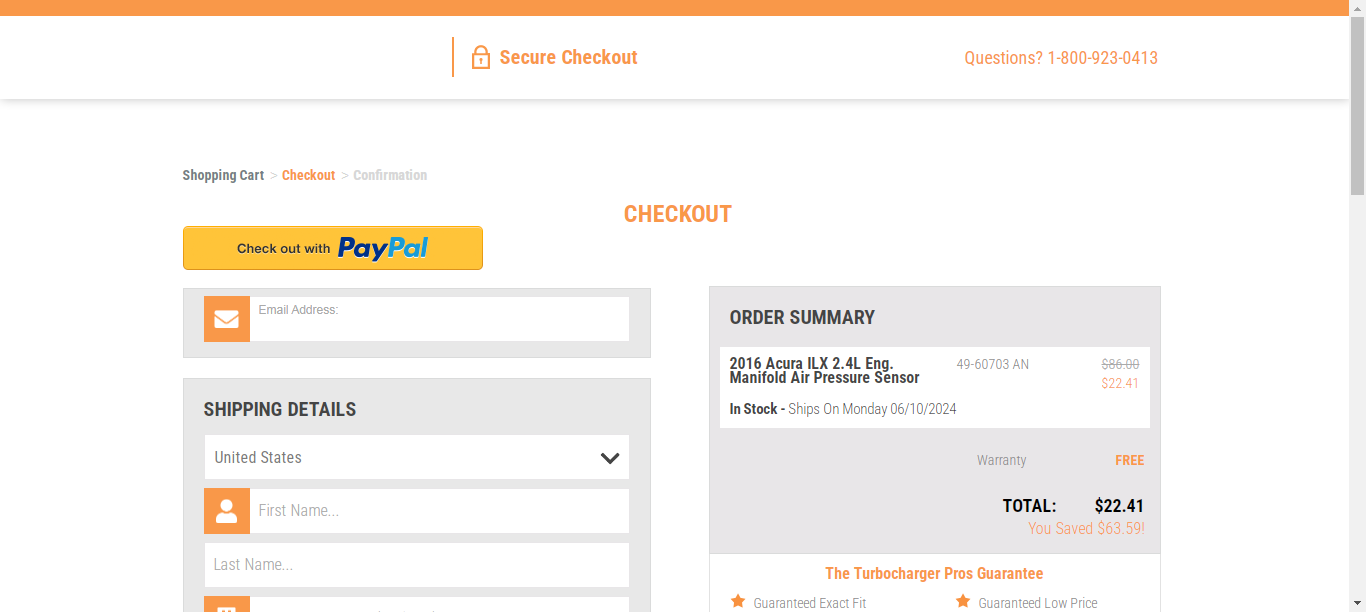 Secure Checkout
Questions? 1-800-923-0413
Shopping Cart > Checkout > Confirmation
CHECKOUT
Check out with PayPal
Email Address:
SHIPPING DETAILS
United States
First Name...
Last Name...
ORDER SUMMARY
2016 Acura ILX 2.4L Eng. 49-60703 AN $86.00
Manifold Air Pressure Sensor $22.41
In Stock - Ships On Monday 06/10/2024
Warranty FREE
TOTAL: $22.41
You Saved $63.59!
The Turbocharger Pros Guarantee
Guaranteed Exact Fit Guaranteed Low Price